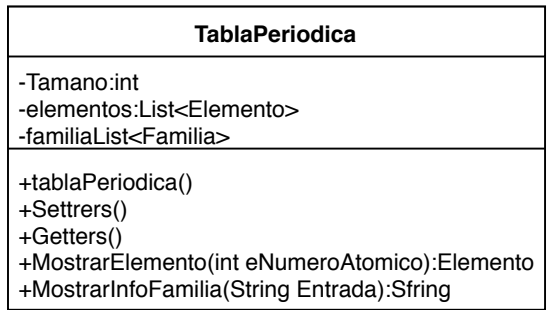 TablaPeriodica
-Tamano:int
-elementos:List<Elemento>
-familiaList<Familia>
+tablaPeriodica()
+Settrers()
+Getters()
+MostrarElemento(int eNumeroAtomico):Elemento
+MostrarInfoFamilia(String Entrada):Sfring